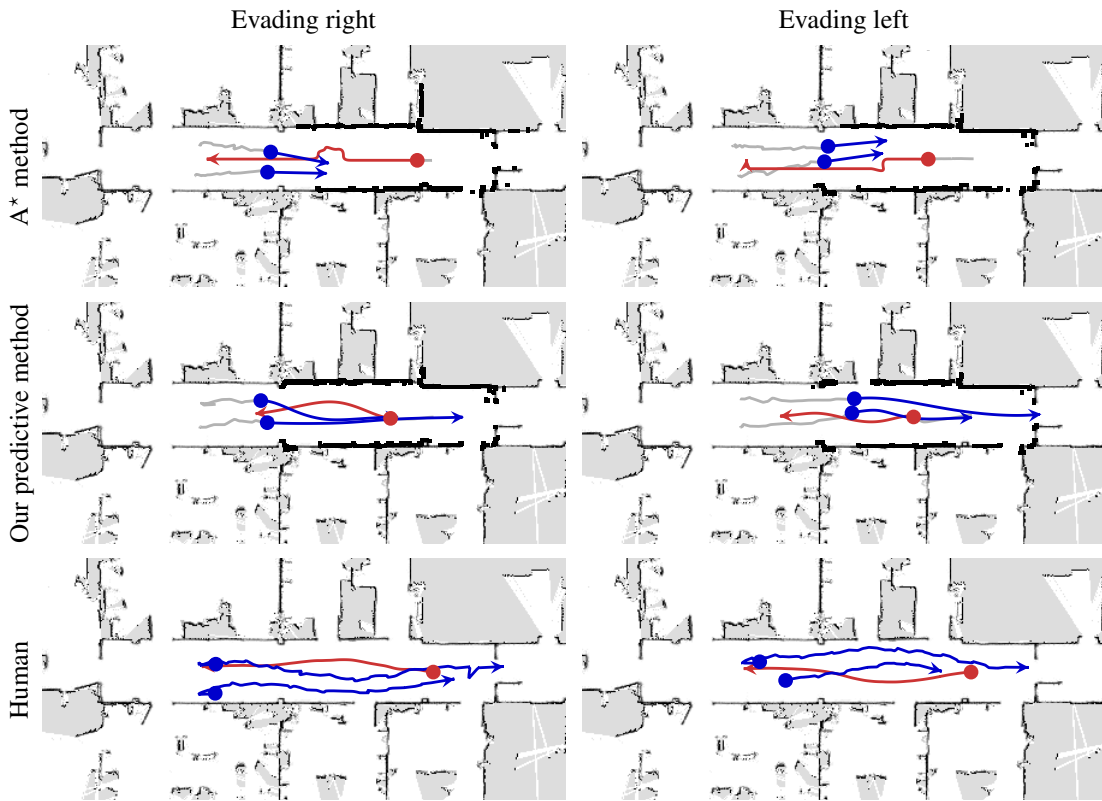 Evading right
Evading left
A* method
Our predictive method
Human